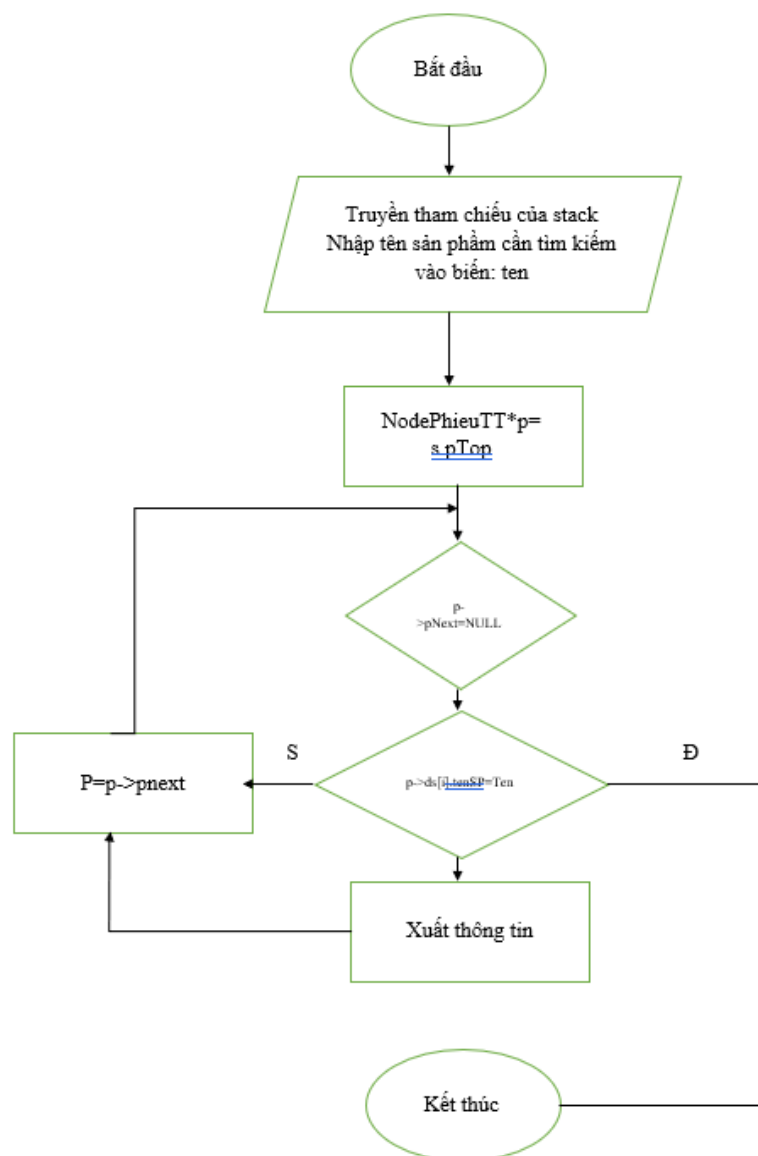 Bắt đầu
Truyền tham chiếu của stack
Nhập tên sản phẩm cần tìm kiếm
vào biến: ten
NodePhieuTT*p=
s.pTop
p-
>pNext=NULL
S
Đ
P=p->pnext
p->ds[i].tenSP=Ten
Xuất thông tin
Kết thúc